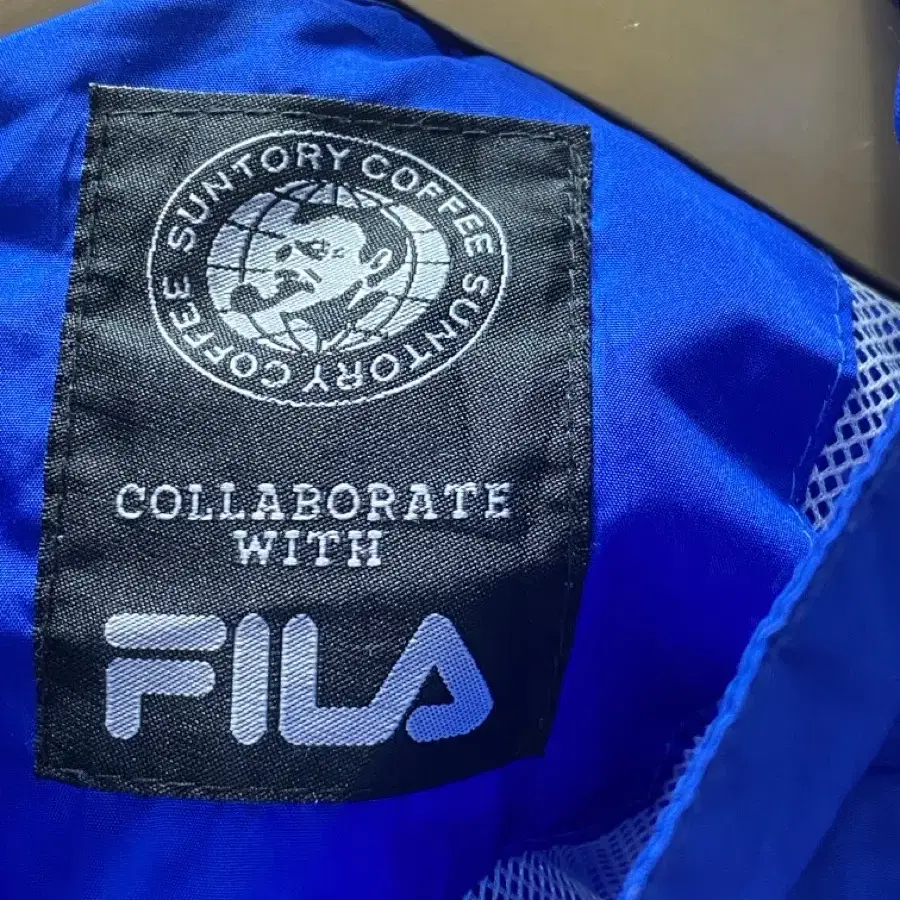 SUNTORY COFFEE SUNTORY COFFEE
COLLABORATE
WITH
FILA